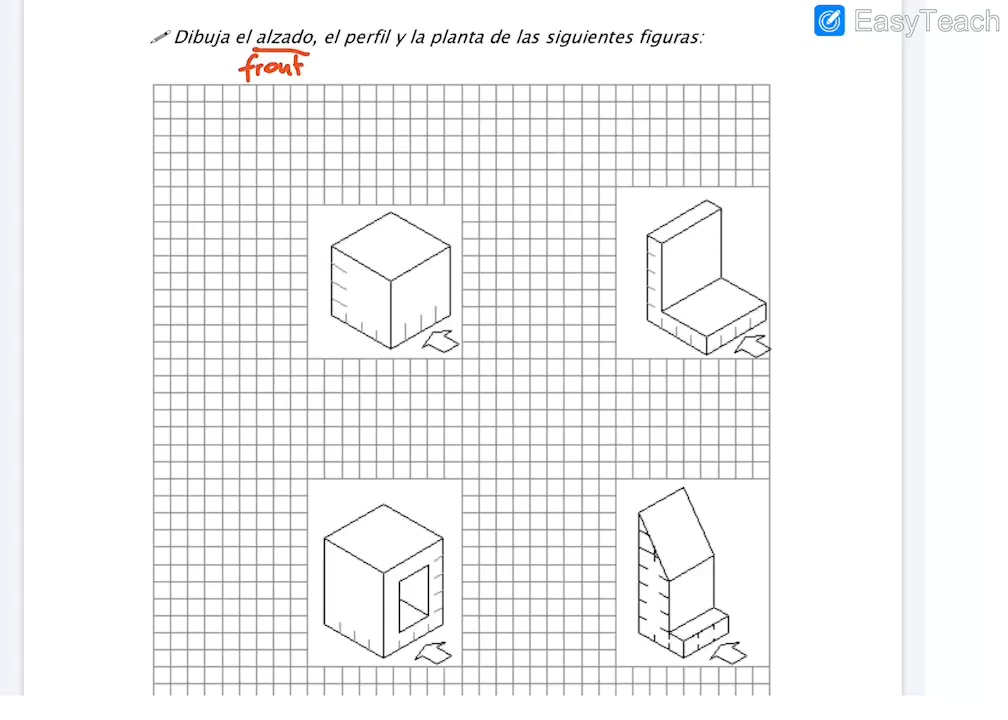 EasyTeach
Dibuja el alzado, el perfil y la planta de las siguientes figuras:
front